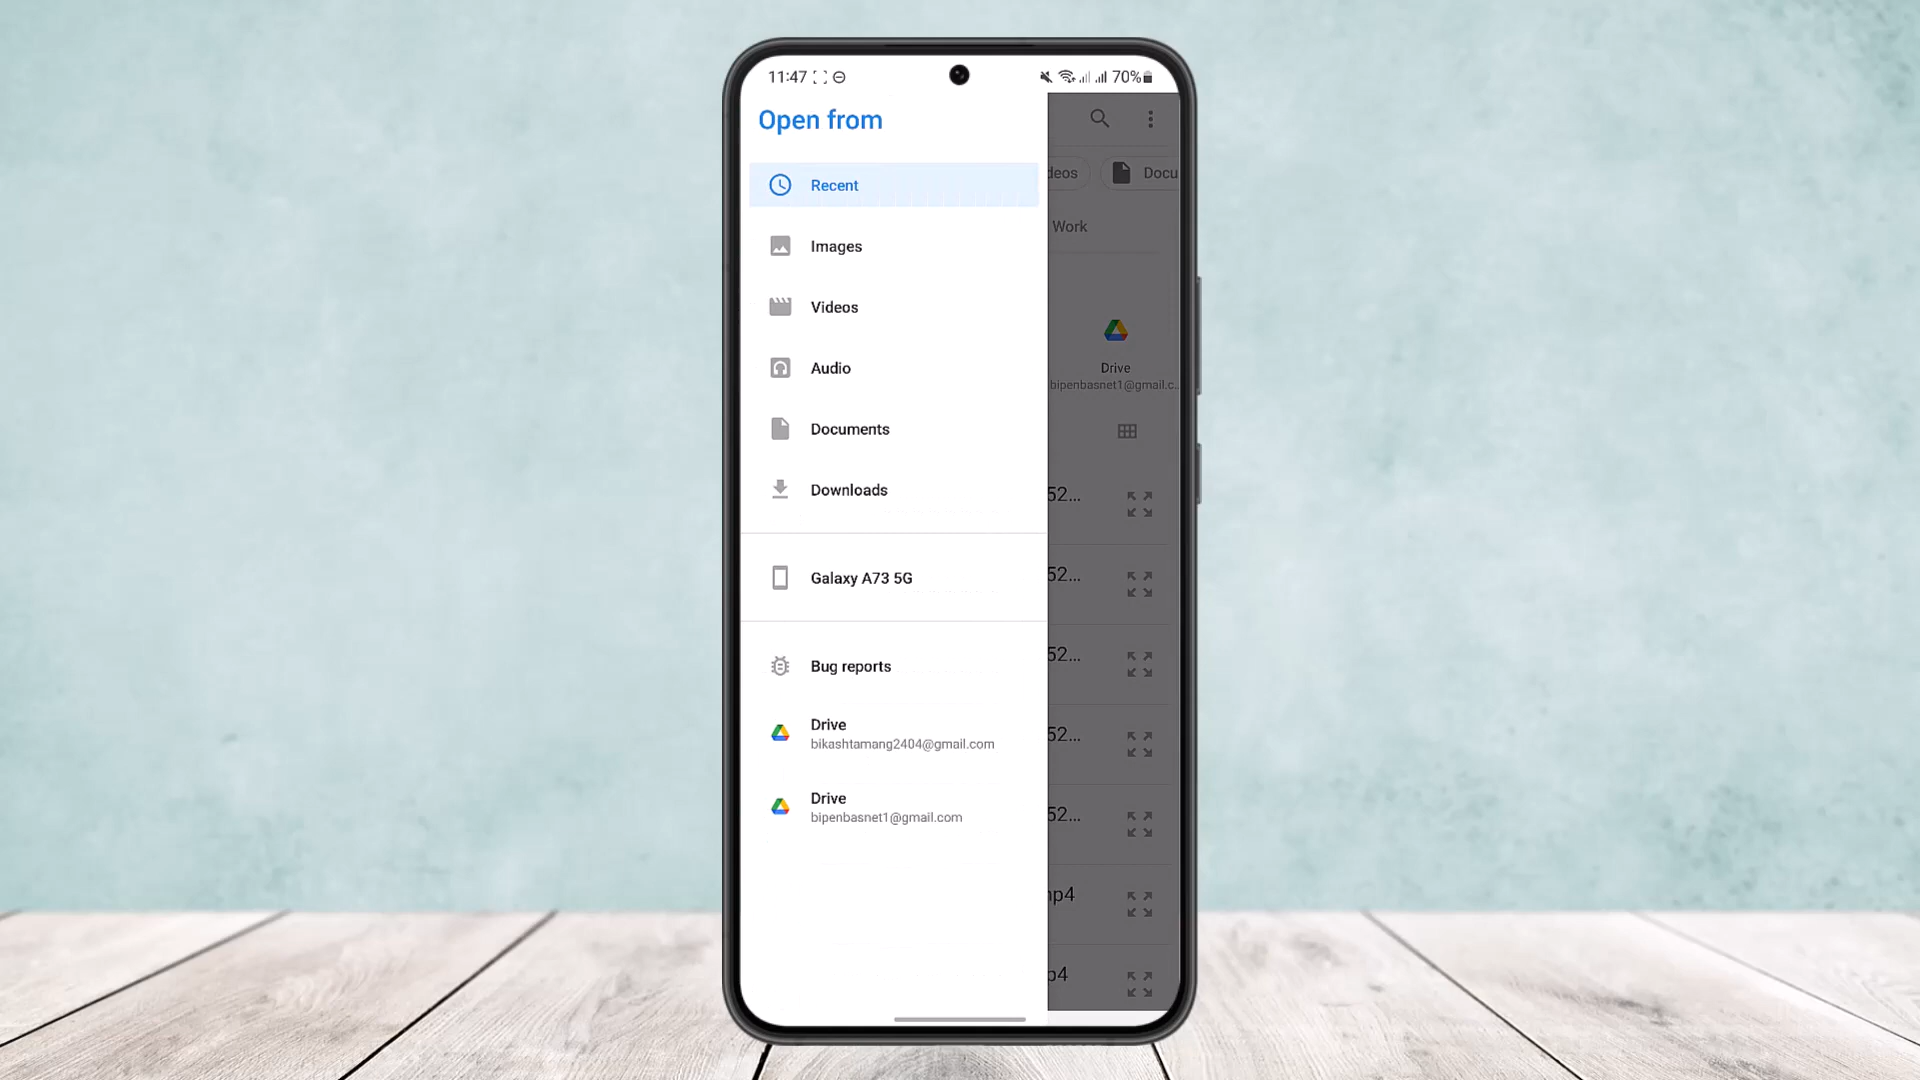 11:47
70%
Open from
Recent
Images
Videos
Audio
Documents
Downloads
Galaxy A73 5G
Bug reports
Drive
bikashtamang2404@gmail.com
Drive
bipenbasnet1@gmail.com
deos
Docu
Work
Drive
bipenbasnet1@gmail.c...
52...
52...
52...
52...
52...
mp4
p4